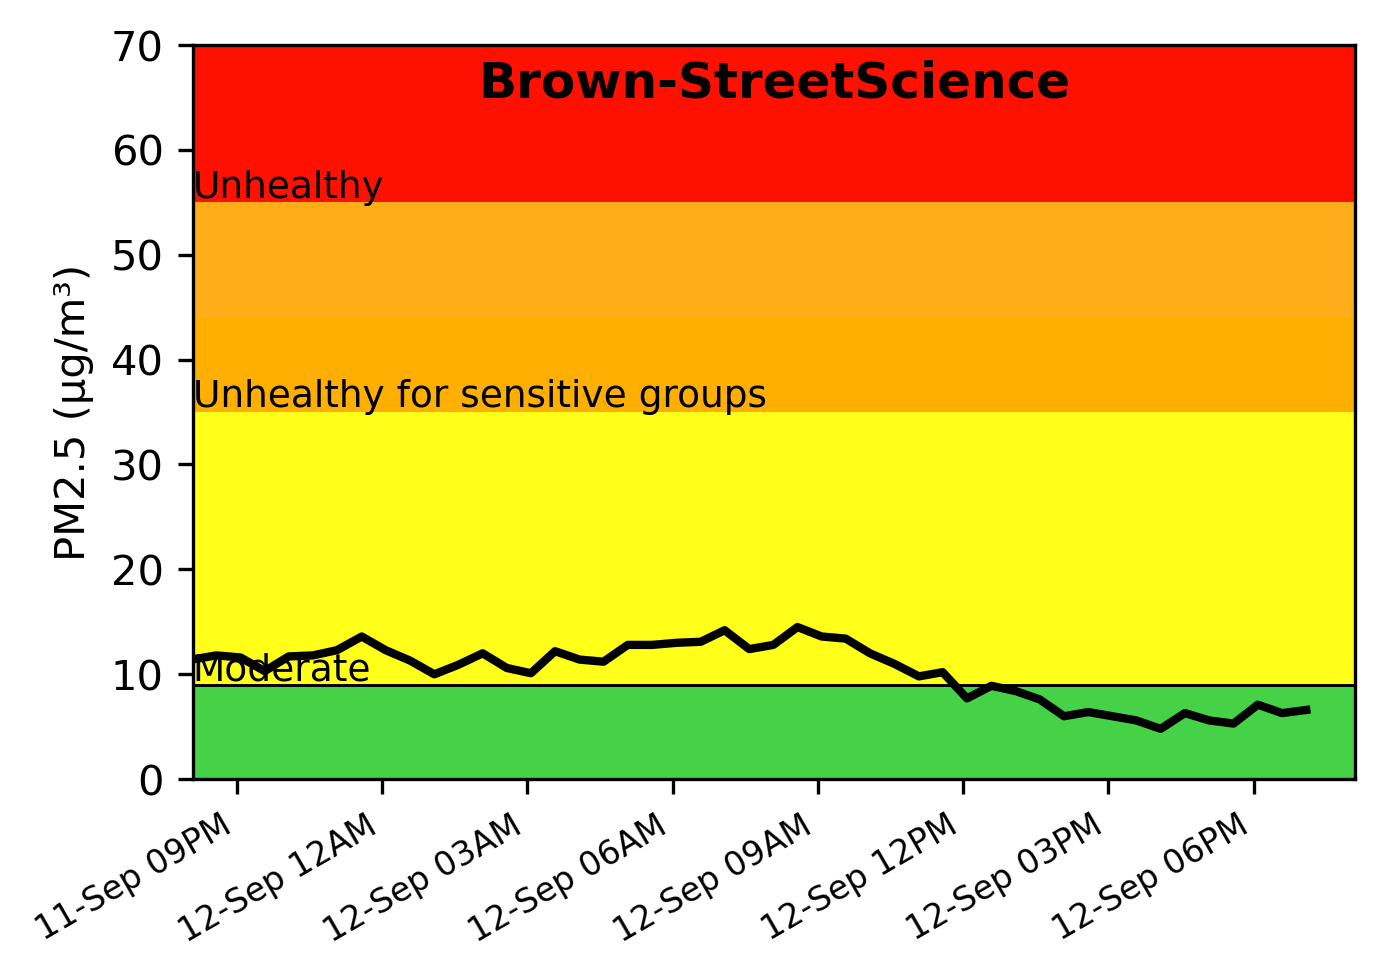 Brown-StreetScience
70
60
50
40
30
20
10
0
PM2.5 (µg/m³)
Unhealthy
Unhealthy for sensitive groups
Moderate
11-Sep 09PM
12-Sep 12AM
12-Sep 03AM
12-Sep 06AM
12-Sep 09AM
12-Sep 12PM
12-Sep 03PM
12-Sep 06PM